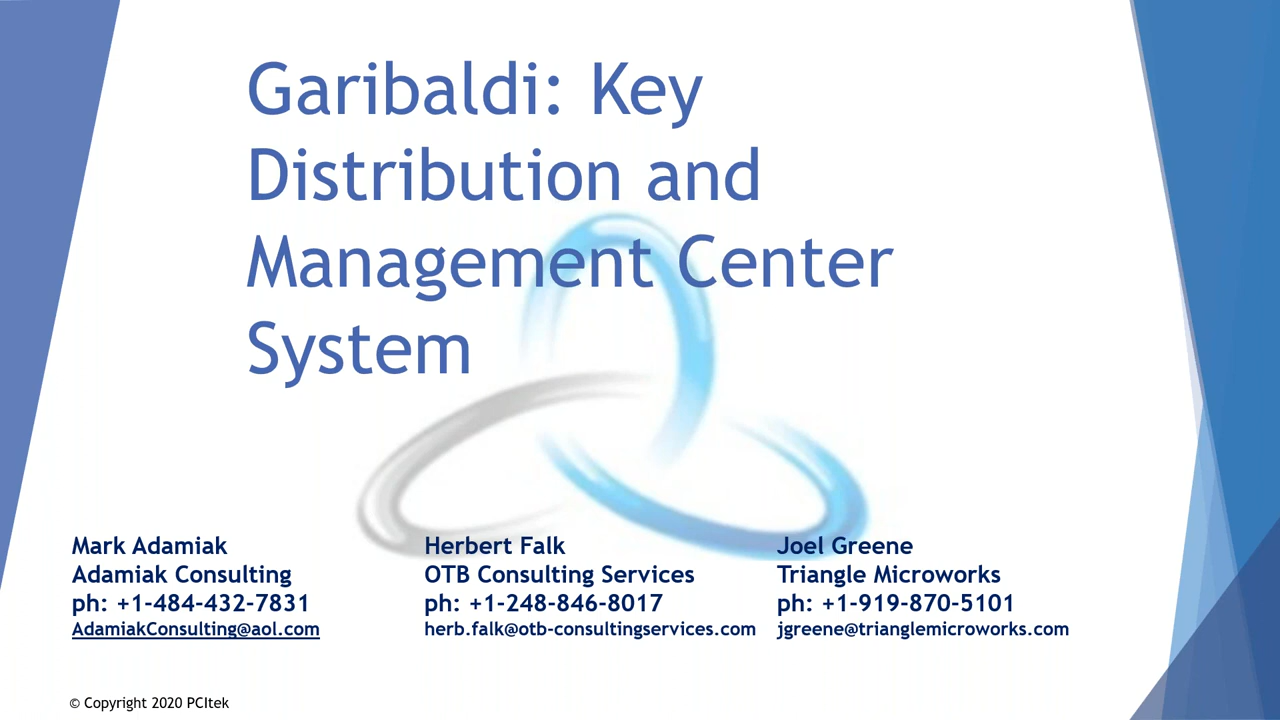 Garibaldi: Key
Distribution and
Management Center
System
Mark Adamiak
Adamiak Consulting
ph: +1-484-432-7831
AdamiakConsulting@aol.com
Herbert Falk
OTB Consulting Services
ph: +1-248-846-8017
herb.falk@otb-consultingservices.com
Joel Greene
Triangle Microworks
ph: +1-919-870-5101
jgreene@trianglemicroworks.com
© Copyright 2020 PCItek